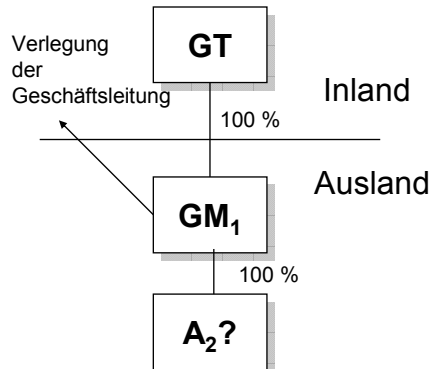 Verlegung
der
Geschäftsleitung
GT
Inland
100 %
Ausland
GM₁
100 %
A₂?